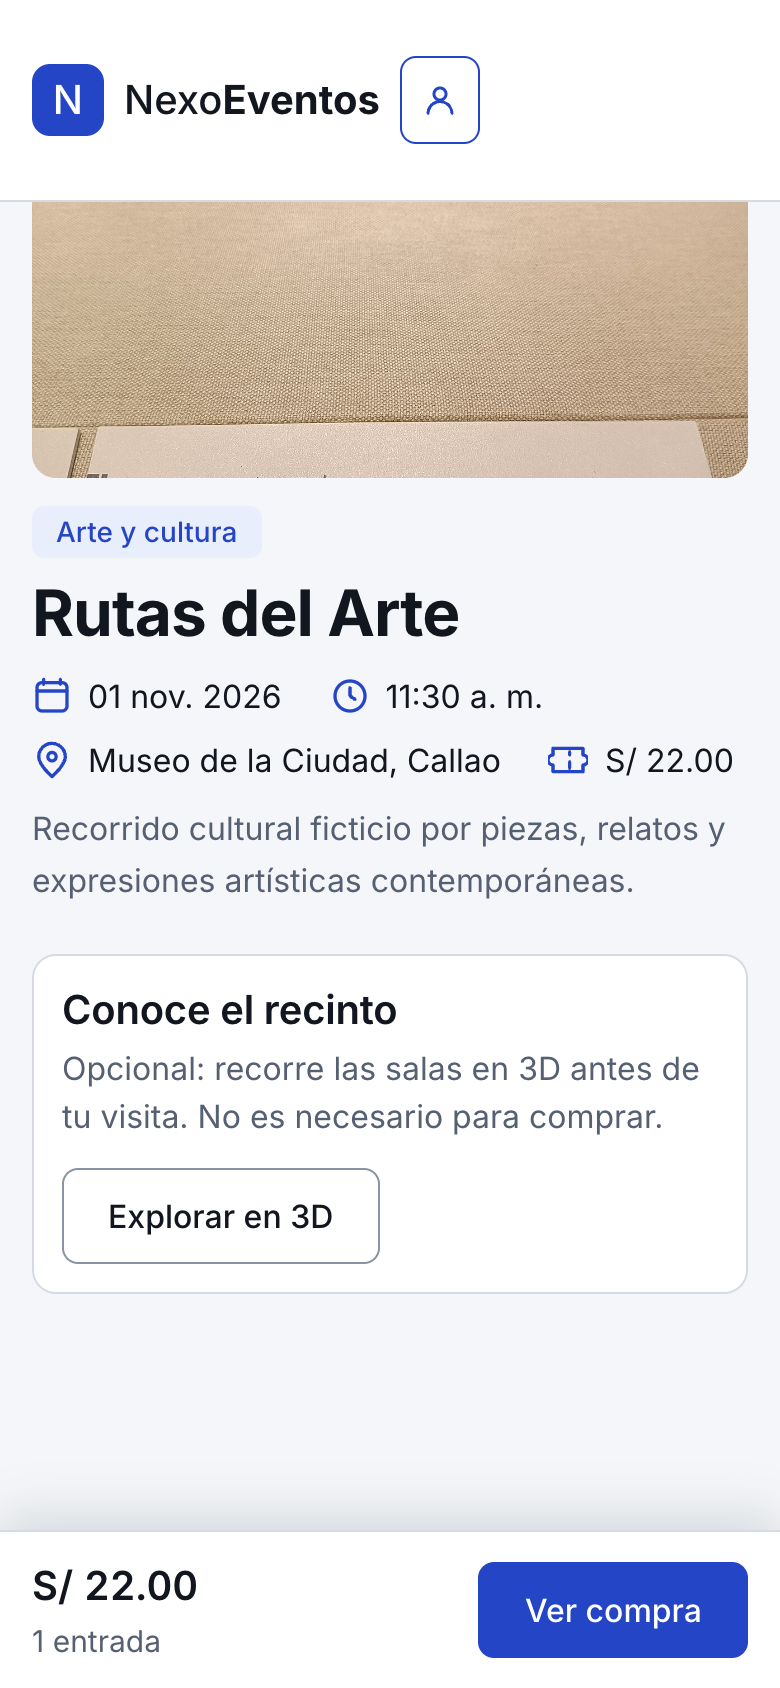 N NexoEventos
Arte y cultura
Rutas del Arte
01 nov. 2026 11:30 a. m.
Museo de la Ciudad, Callao S/ 22.00
Recorrido cultural ficticio por piezas, relatos y
expresiones artísticas contemporáneas.
Conoce el recinto
Opcional: recorre las salas en 3D antes de
tu visita. No es necesario para comprar.
Explorar en 3D
S/ 22.00
1 entrada
Ver compra